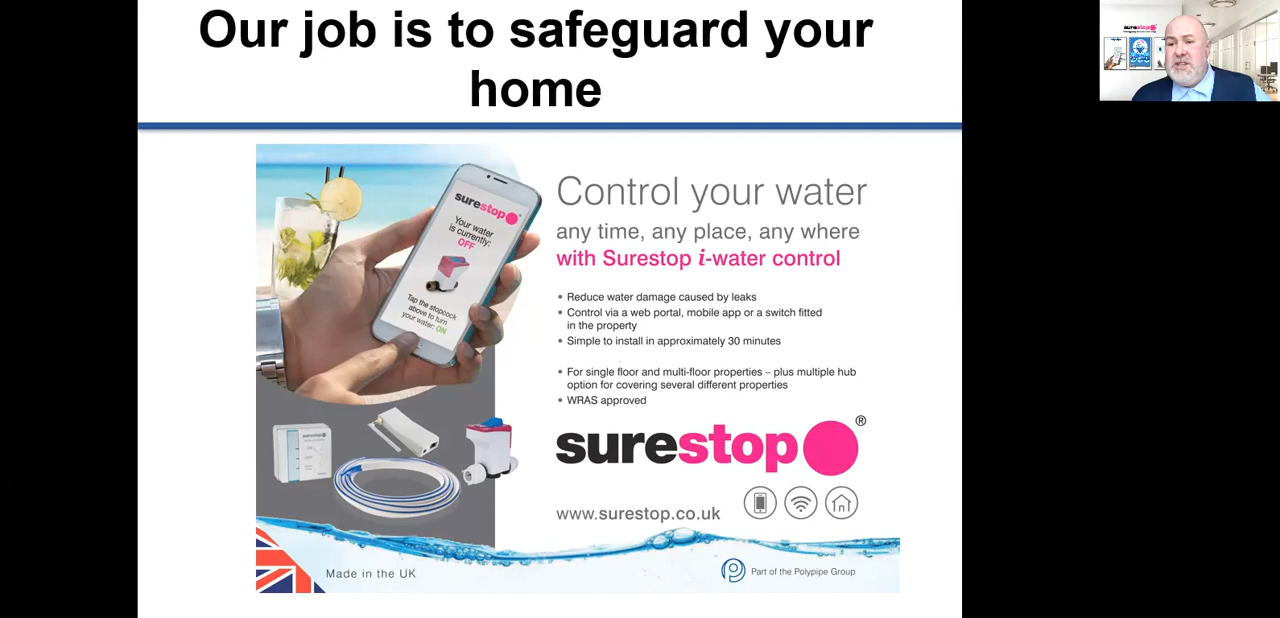 Our job is to safeguard your
home
surestop
Your water
is currently:
OFF
Tap the stopcock
above to turn
your water: ON
Control your water
any time, any place, any where
with Surestop i-water control
• Reduce water damage caused by leaks
• Control via a web portal, mobile app or a switch fitted
in the property
• Simple to install in approximately 30 minutes
• For single floor and multi-floor properties – plus multiple hub
option for covering several different properties
• WRAS approved
surestop®
www.surestop.co.uk
Made in the UK
Part of the Polypipe Group
surestop
surestop